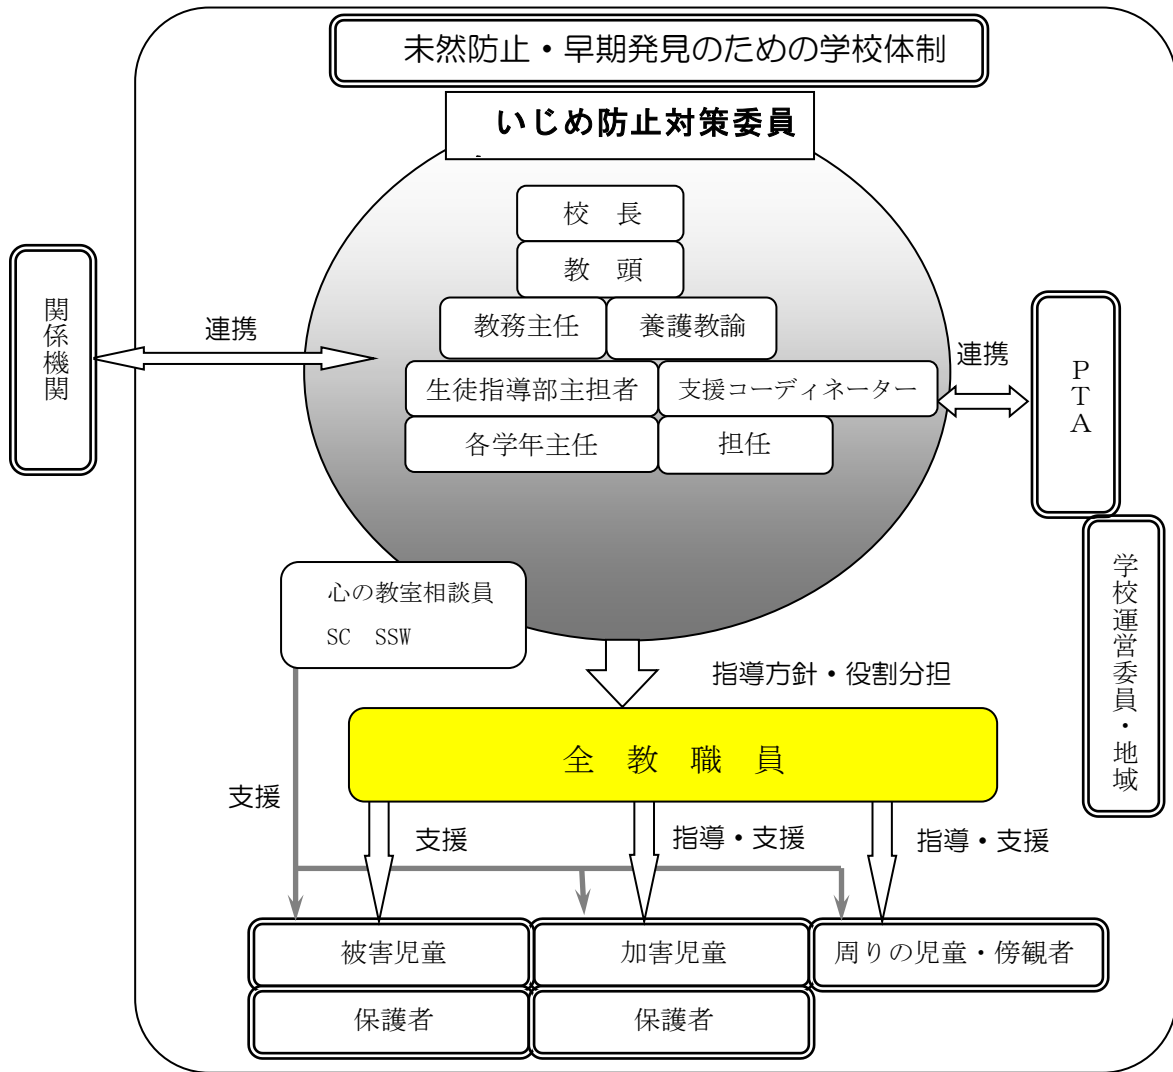 未然防止・早期発見のための学校体制
いじめ防止対策委員
校 長
教 頭
教務主任
養護教諭
生徒指導部主担者
支援コーディネーター
各学年主任
担任
関係機関
連携
連携
PTA
学校運営委員・地域
心の教室相談員
SC SSW
指導方針・役割分担
全 教 職 員
支援
支援
指導・支援
指導・支援
被害児童
加害児童
周りの児童・傍観者
保護者
保護者